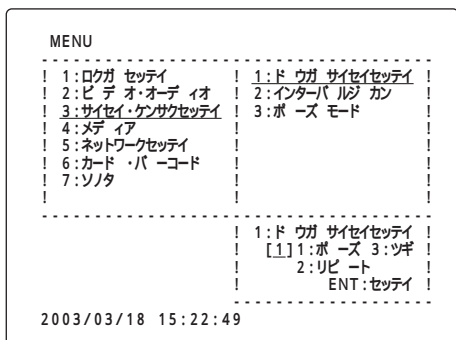 MENU
! 1:ロクガ セッテイ ! 1:ド ウガ サイセイセッテイ !
! 2:ビ デ オ・オーデ ィオ ! 2:インターバ ルジ カン !
! 3:サイセイ・ケンサクセッテイ ! 3:ポ ーズ モード !
! 4:メデ ィア ! !
! 5:ネットワークセッテイ ! !
! 6:カード ・バ ーコード ! !
! 7:ソノタ ! !
! ! !
! 1:ド ウガ サイセイセッテイ !
! [1]1:ポ ーズ 3:ツギ !
! 2:リピ ート !
! ENT:セッテイ !
2003/03/18 15:22:49